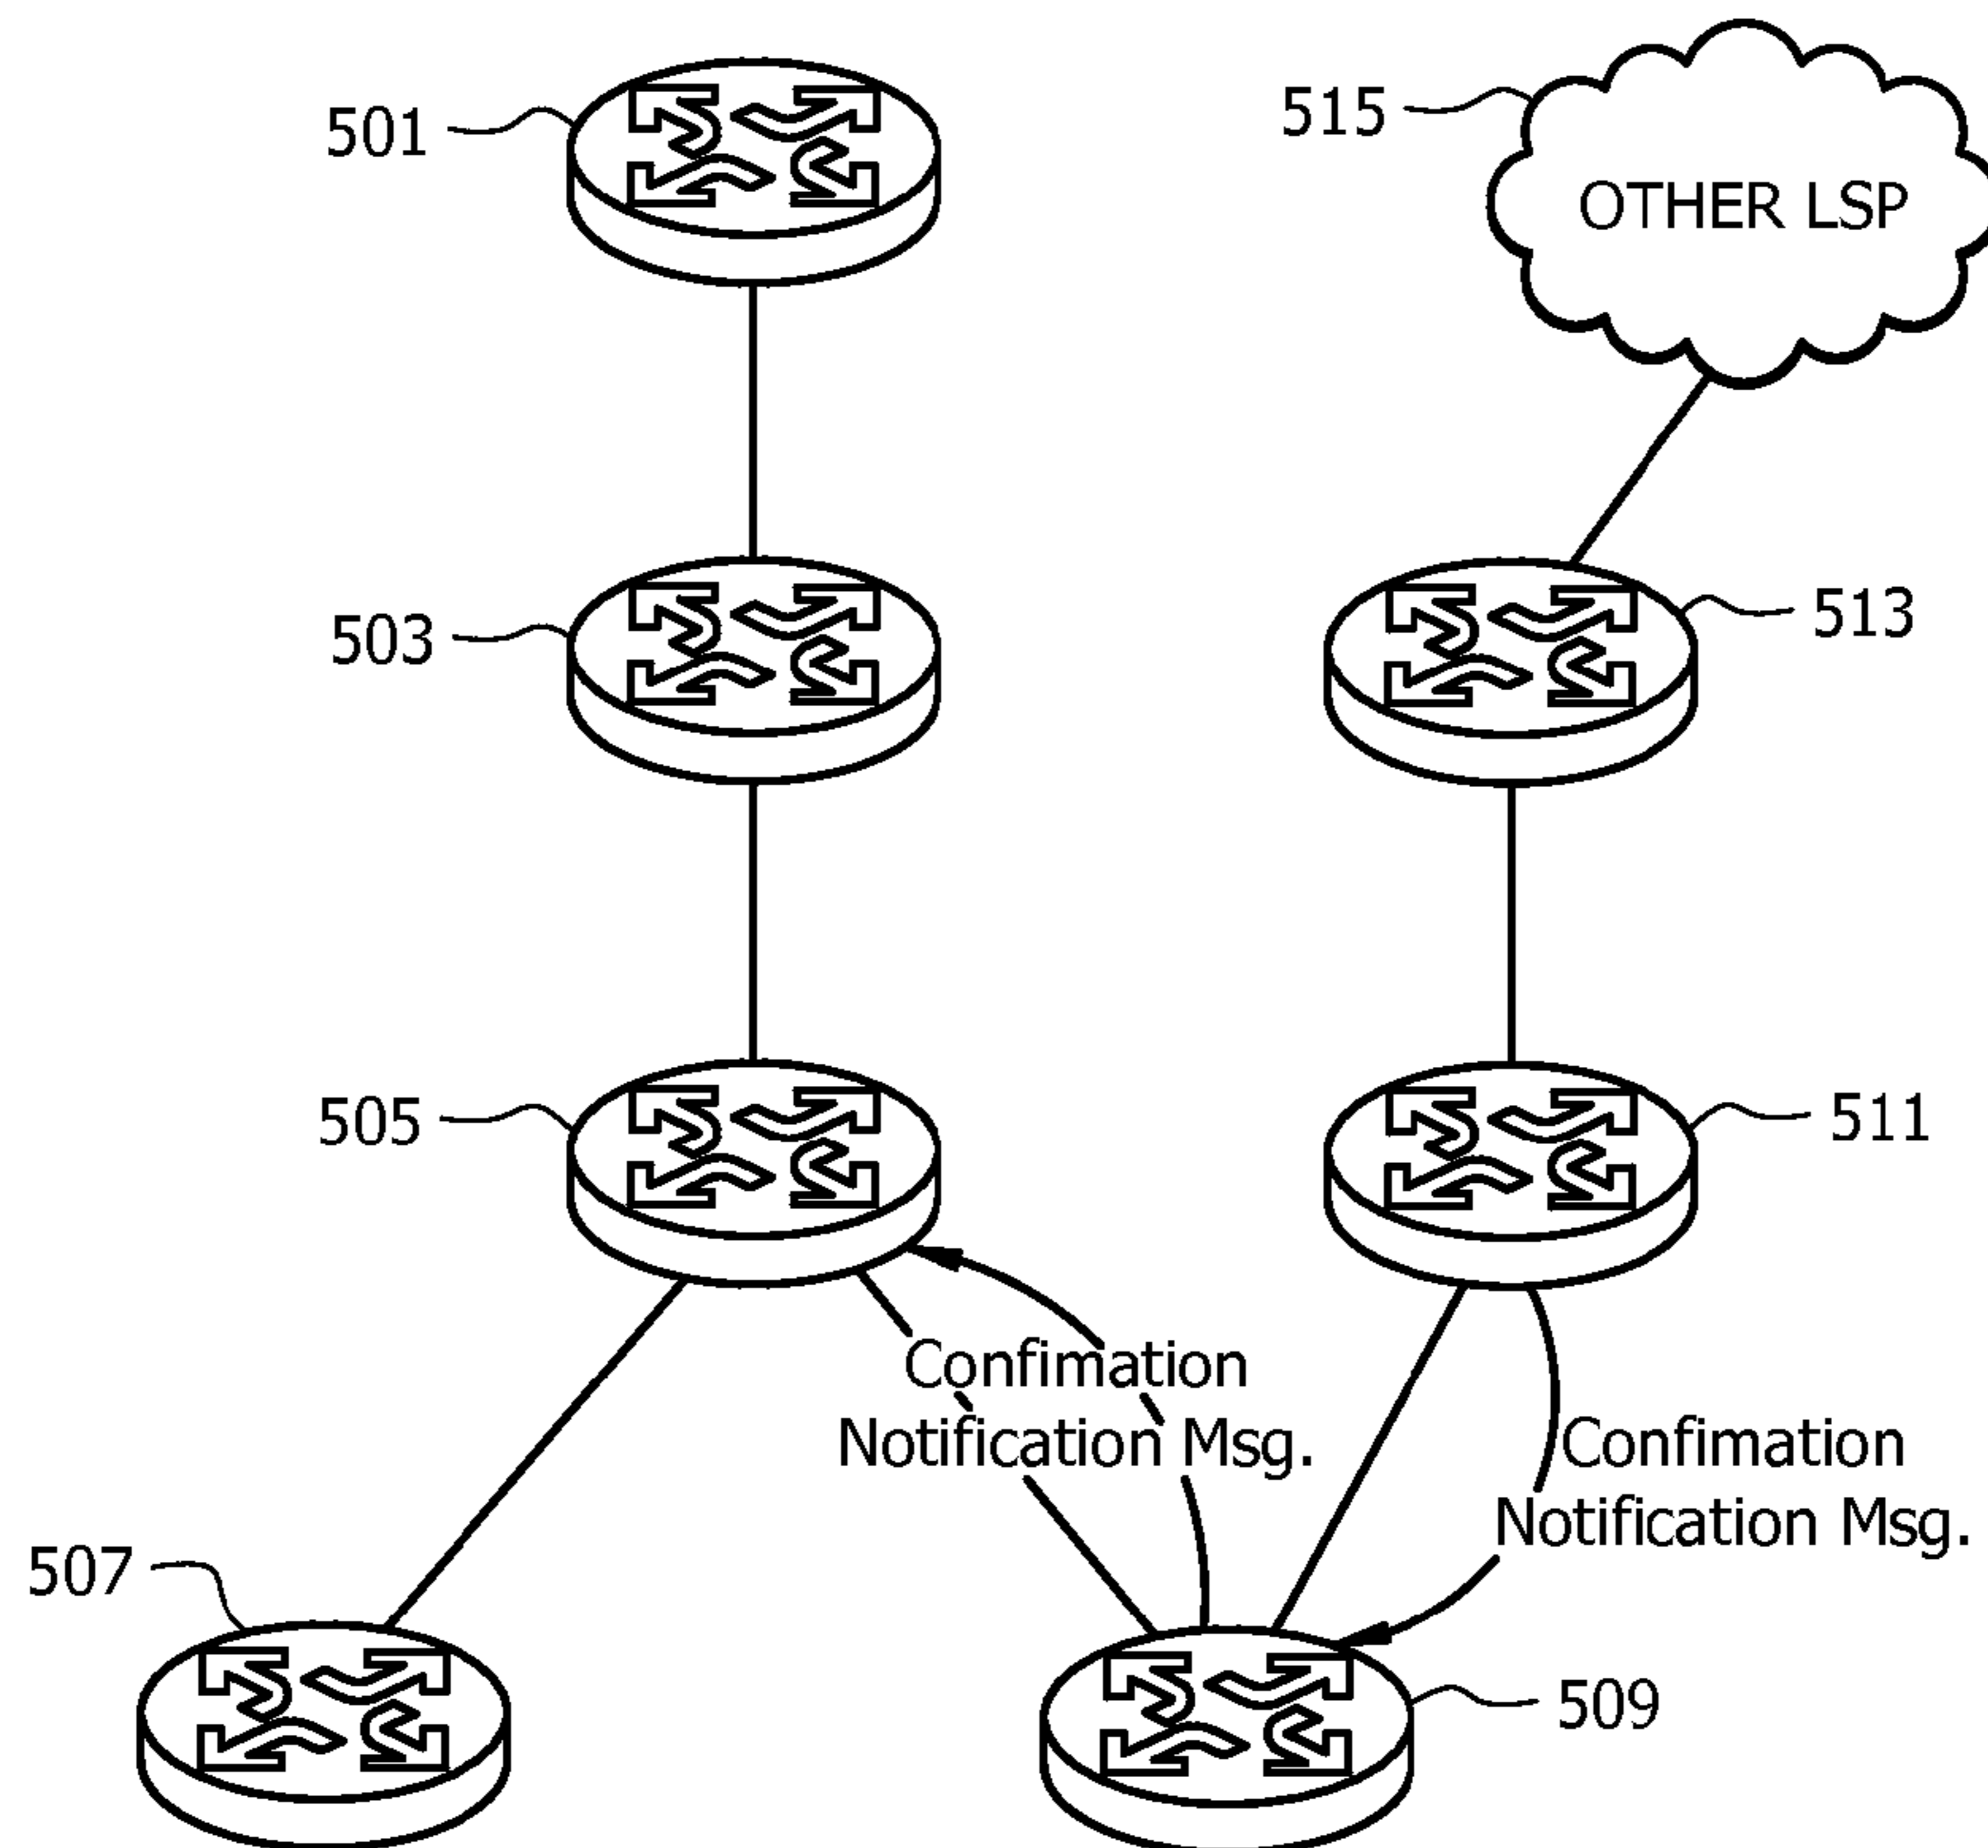 501
515
OTHER LSP
503
513
505
511
Confimation
Notification Msg.
Confimation
Notification Msg.
507
509